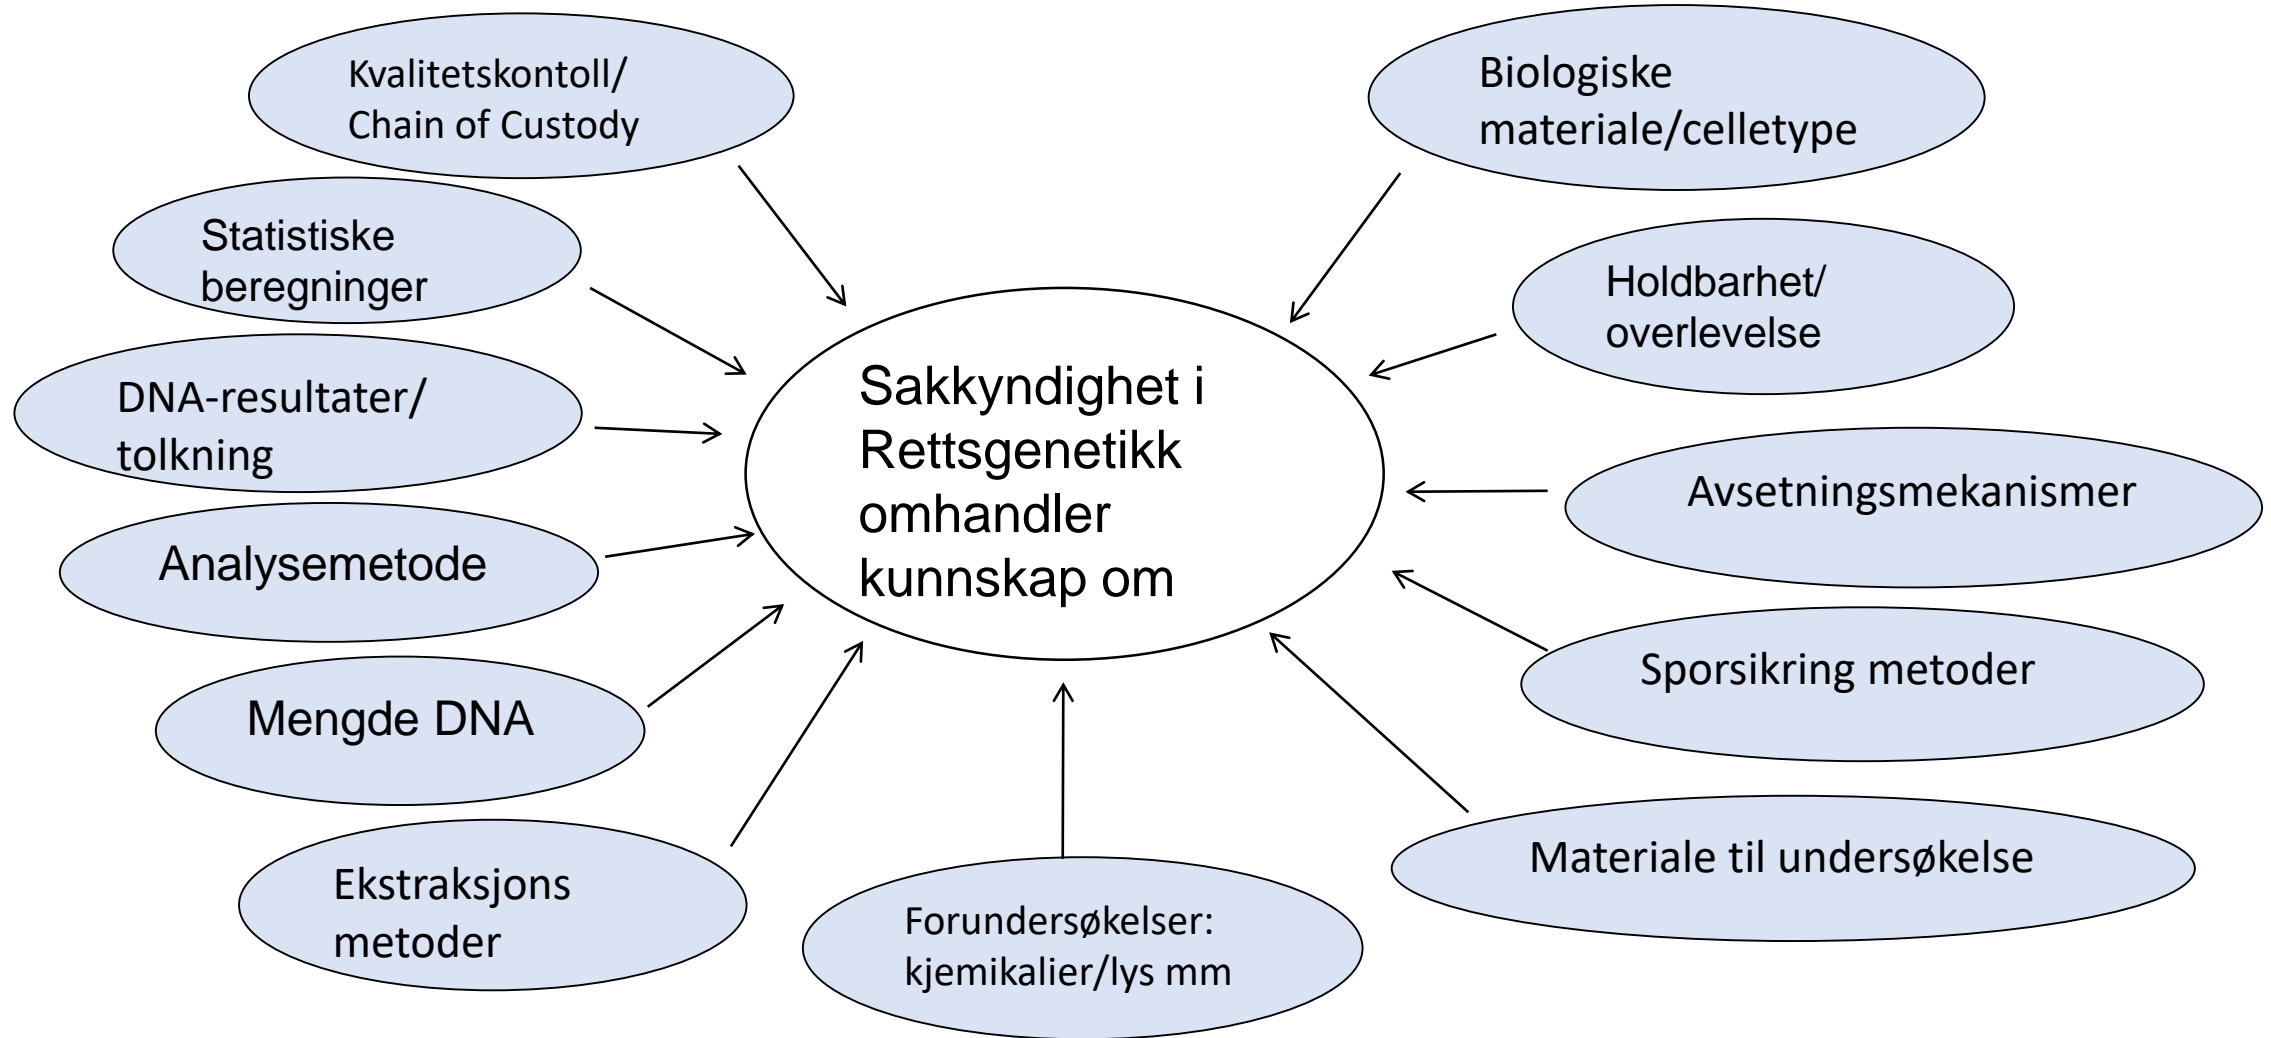 Kvalitetskontoll/
Chain of Custody
Biologiske
materiale/celletype
Statistiske
beregninger
Holdbarhet/
overlevelse
DNA-resultater/
tolkning
Sakkyndighet i
Rettsgenetikk
omhandler
kunnskap om
Avsetningsmekanismer
Analysemetode
Sporsikring metoder
Mengde DNA
Materiale til undersøkelse
Ekstraksjons
metoder
Forundersøkelser:
kjemikalier/lys mm